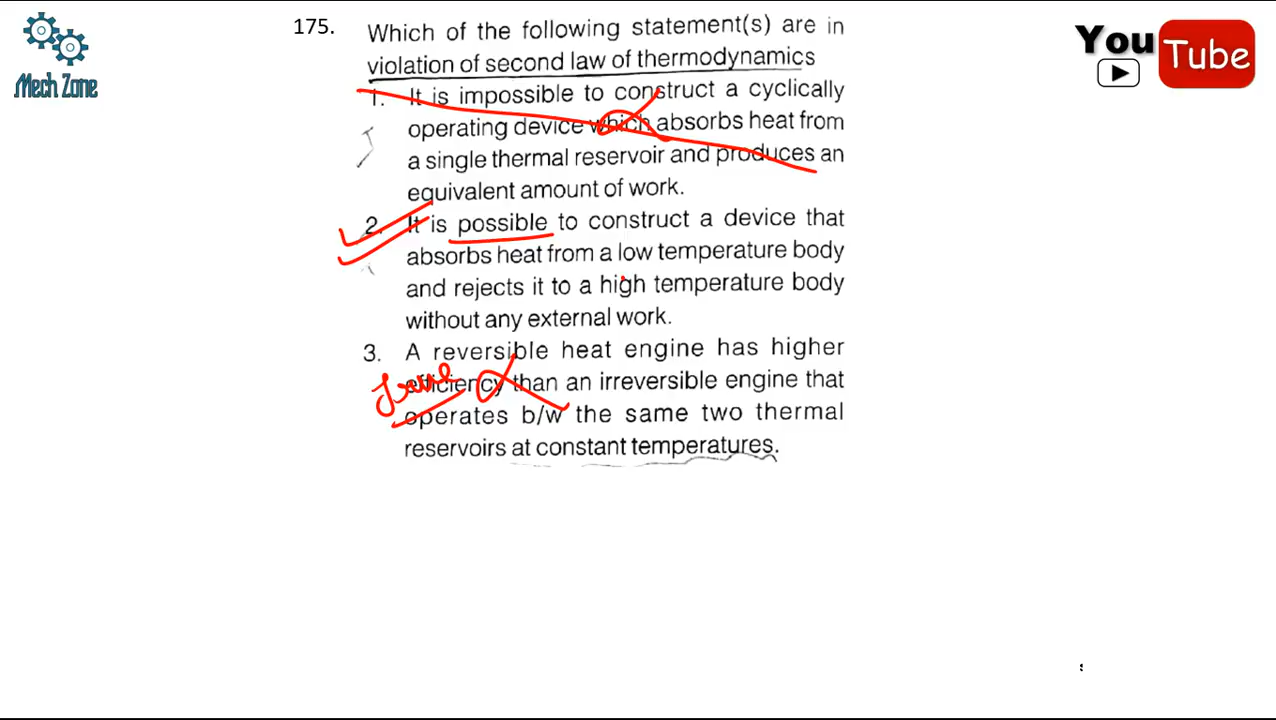 175.
Which of the following statement(s) are in
violation of second law of thermodynamics
1. It is impossible to construct a cyclically
operating device which absorbs heat from
a single thermal reservoir and produces an
equivalent amount of work.
2. It is possible to construct a device that
absorbs heat from a low temperature body
and rejects it to a high temperature body
without any external work.
3. A reversible heat engine has higher
efficiency than an irreversible engine that
True
operates b/w the same two thermal
reservoirs at constant temperatures.
Mech Zone
You Tube
s